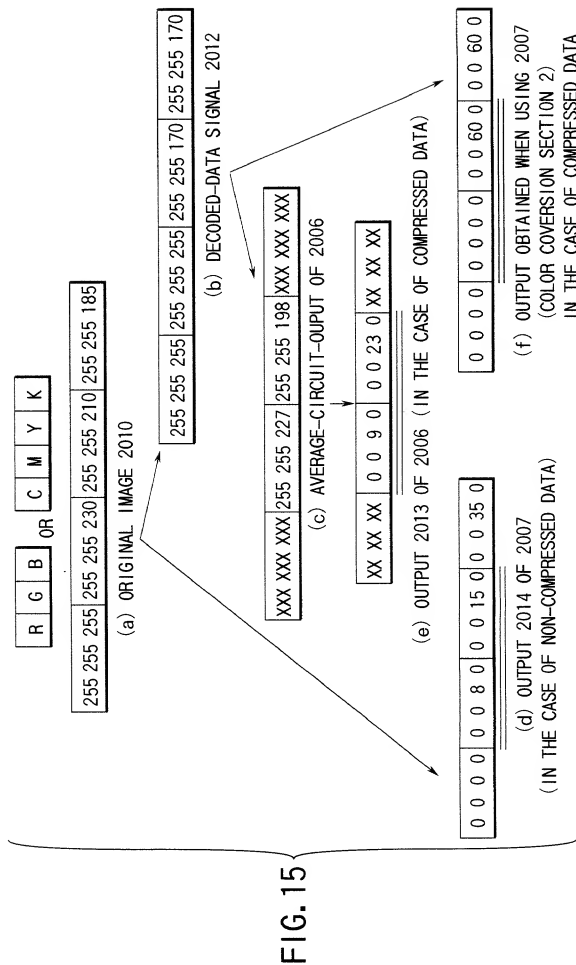 FIG.15
R G B OR C M Y K
255 255 255 255 255 230 255 255 210 255 255 185
(a) ORIGINAL IMAGE 2010
255 255 255 255 255 255 255 255 170 255 255 170
(b) DECODED-DATA SIGNAL 2012
XXX XXX XXX 255 255 227 255 255 198 XXX XXX XXX
(c) AVERAGE-CIRCUIT-OUPUT OF 2006
XX XX XX 0 0 9 0 0 0 23 0 XX XX XX
(e) OUTPUT 2013 OF 2006 (IN THE CASE OF COMPRESSED DATA)
0 0 0 0 0 0 8 0 0 0 15 0 0 0 35 0
(d) OUTPUT 2014 OF 2007
(IN THE CASE OF NON-COMPRESSED DATA)
0 0 0 0 0 0 0 0 0 0 60 0 0 0 60 0
(f) OUTPUT OBTAINED WHEN USING 2007
(COLOR COVERSION SECTION 2)
IN THE CASE OF COMPRESSED DATA